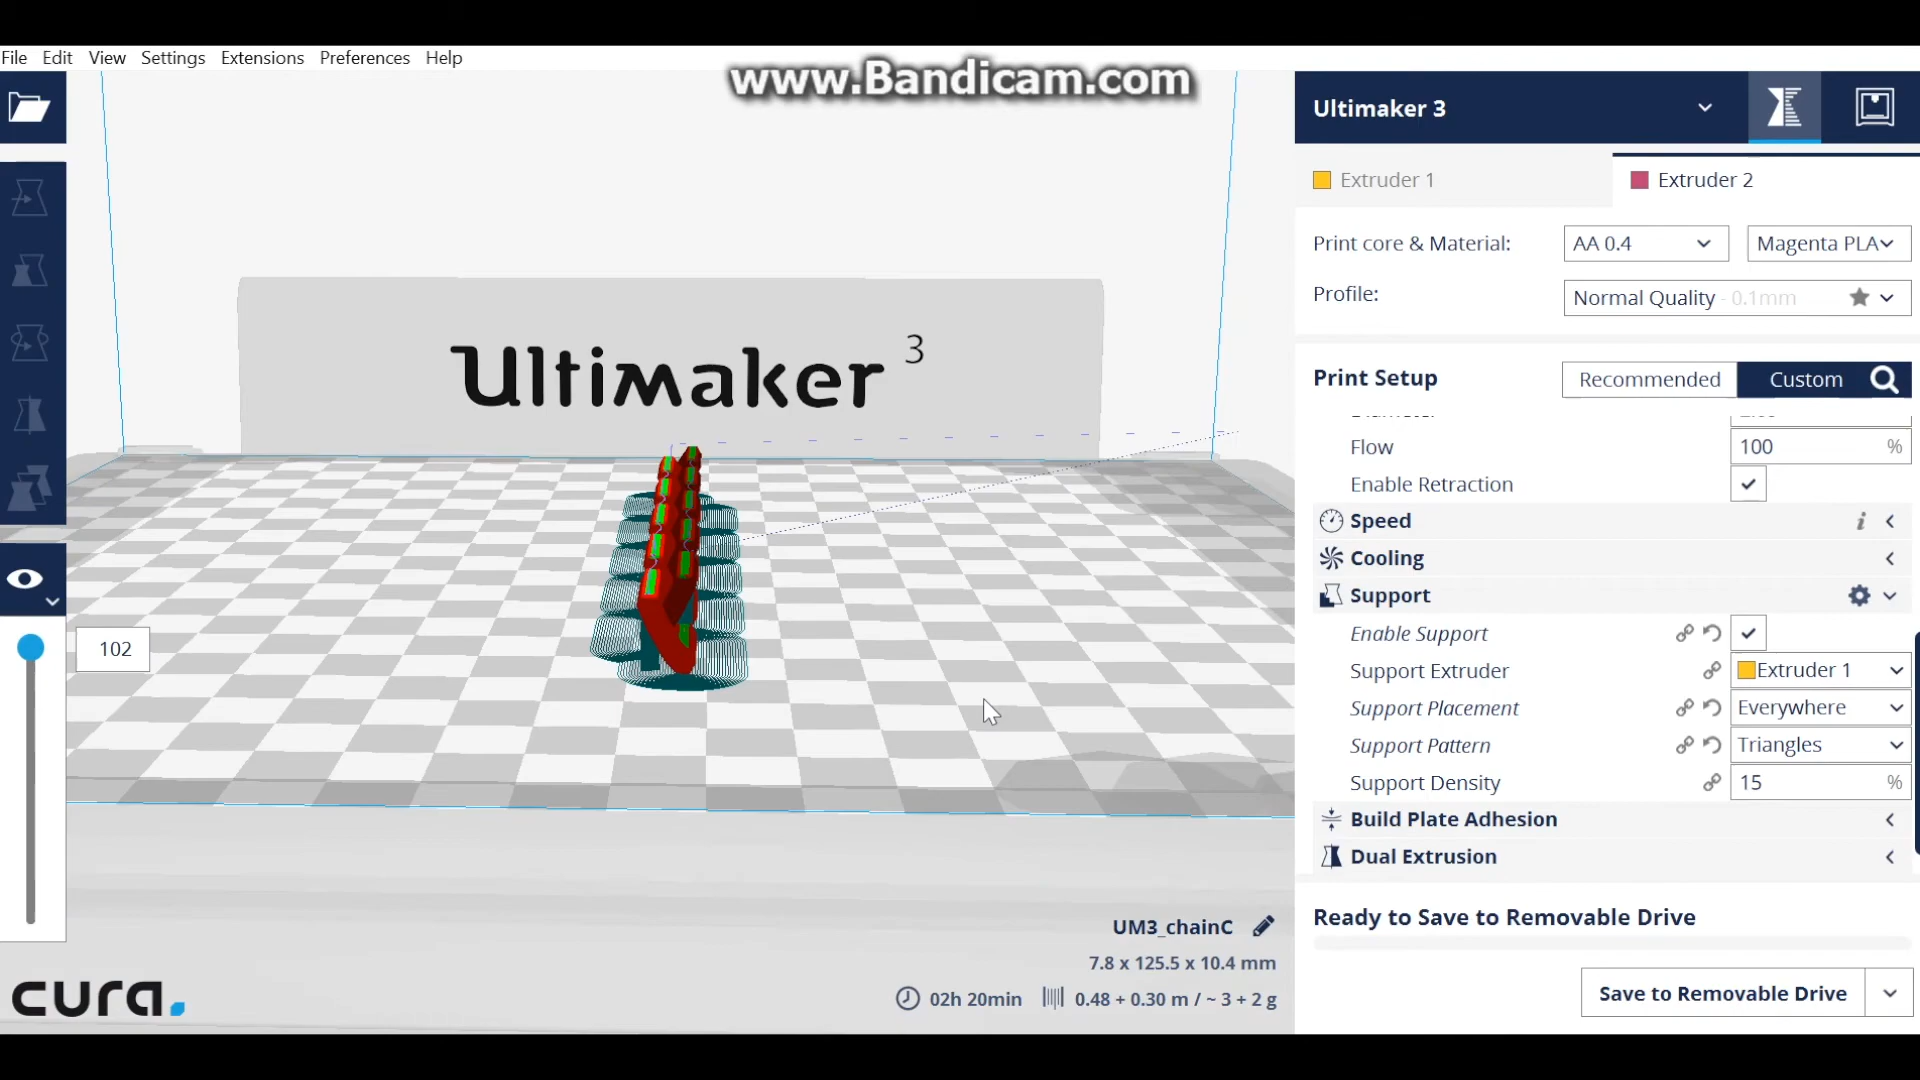 www.Bandicam.com
File Edit View Settings Extensions Preferences Help
Ultimaker 3
Extruder 1
Extruder 2
Print core & Material: AA 0.4 Magenta PLA
Profile: Normal Quality - 0.1mm
Ultimaker 3
Print Setup Recommended Custom
Flow 100 %
Enable Retraction
Speed i
Cooling
Support
Enable Support
102
Support Extruder Extruder 1
Support Placement Everywhere
Support Pattern Triangles
Support Density 15 %
Build Plate Adhesion
Dual Extrusion
UM3_chainC
7.8 x 125.5 x 10.4 mm
02h 20min 0.48 + 0.30 m / ~ 3 + 2 g
Ready to Save to Removable Drive
Save to Removable Drive
cura.